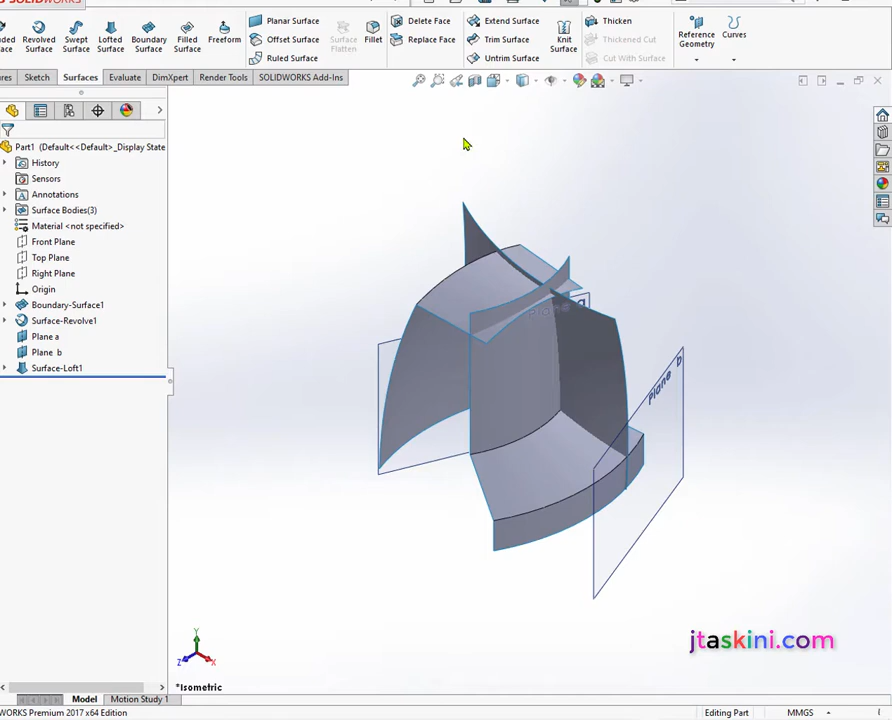 SOLIDWORKS
Revolved Surface
Swept Surface
Lofted Surface
Boundary Surface
Filled Surface
Freeform
Planar Surface
Offset Surface
Ruled Surface
Surface Flatten
Fillet
Delete Face
Replace Face
Extend Surface
Trim Surface
Untrim Surface
Knit Surface
Thicken
Thickened Cut
Cut With Surface
Reference Geometry
Curves
Sketch
Surfaces
Evaluate
DimXpert
Render Tools
SOLIDWORKS Add-Ins
Part1 (Default<<Default>_Display State
History
Sensors
Annotations
Surface Bodies(3)
Material <not specified>
Front Plane
Top Plane
Right Plane
Origin
Boundary-Surface1
Surface-Revolve1
Plane a
Plane b
Surface-Loft1
Plane a
Plane b
Y
Z
X
*Isometric
jtaskini.com
Model
Motion Study 1
WORKS Premium 2017 x64 Edition
Editing Part
MMGS